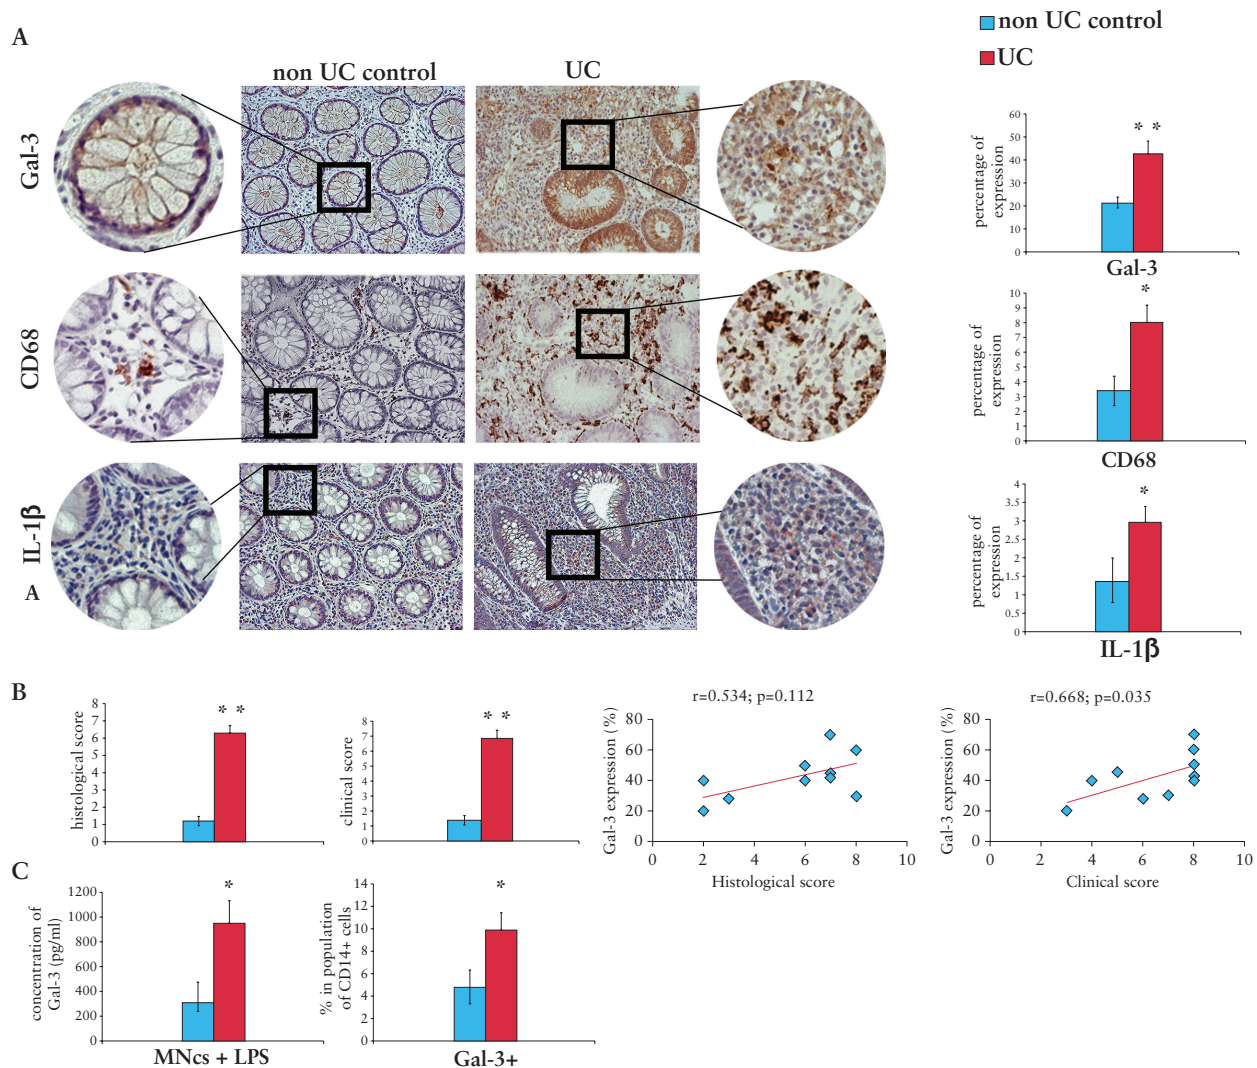 A
non UC control
UC
non UC control
UC
Gal-3
CD68
IL-1β
A
percentage of
expression
60
50
40
30
20
10
0
* *
Gal-3
percentage of
expression
10
9
8
7
6
5
4
3
2
1
0
*
CD68
percentage of
expression
4
3.5
3
2.5
2
1.5
1
0.5
0
*
IL-1β
B
histological score
8
7
6
5
4
3
2
1
0
* *
clinical score
8
7
6
5
4
3
2
1
0
* *
r=0.534; p=0.112
Gal-3 expression (%)
80
60
40
20
0
0 2 4 6 8 10
Histological score
r=0.668; p=0.035
Gal-3 expression (%)
80
60
40
20
0
0 2 4 6 8 10
Clinical score
C
concentration of
Gal-3 (pg/ml)
1200
1000
800
600
400
200
0
*
MNcs + LPS
% in population
of CD14+ cells
14
12
10
8
6
4
2
0
*
Gal-3+